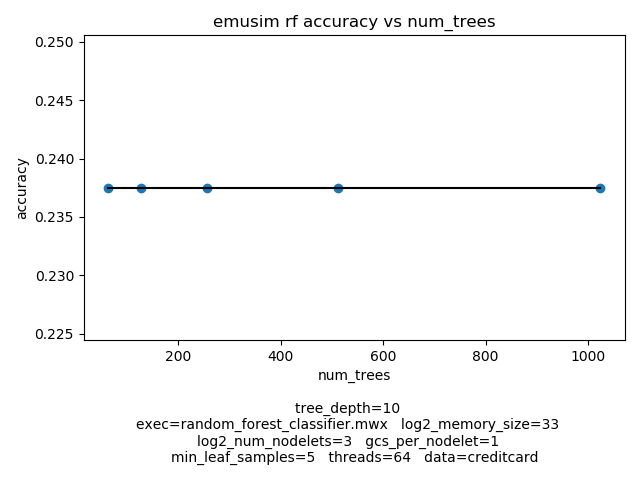 emusim rf accuracy vs num_trees
0.250
0.245
0.240
0.235
0.230
0.225
accuracy
200 400 600 800 1000
num_trees
tree_depth=10
exec=random_forest_classifier.mwx log2_memory_size=33
log2_num_nodelets=3 gcs_per_nodelet=1
min_leaf_samples=5 threads=64 data=creditcard